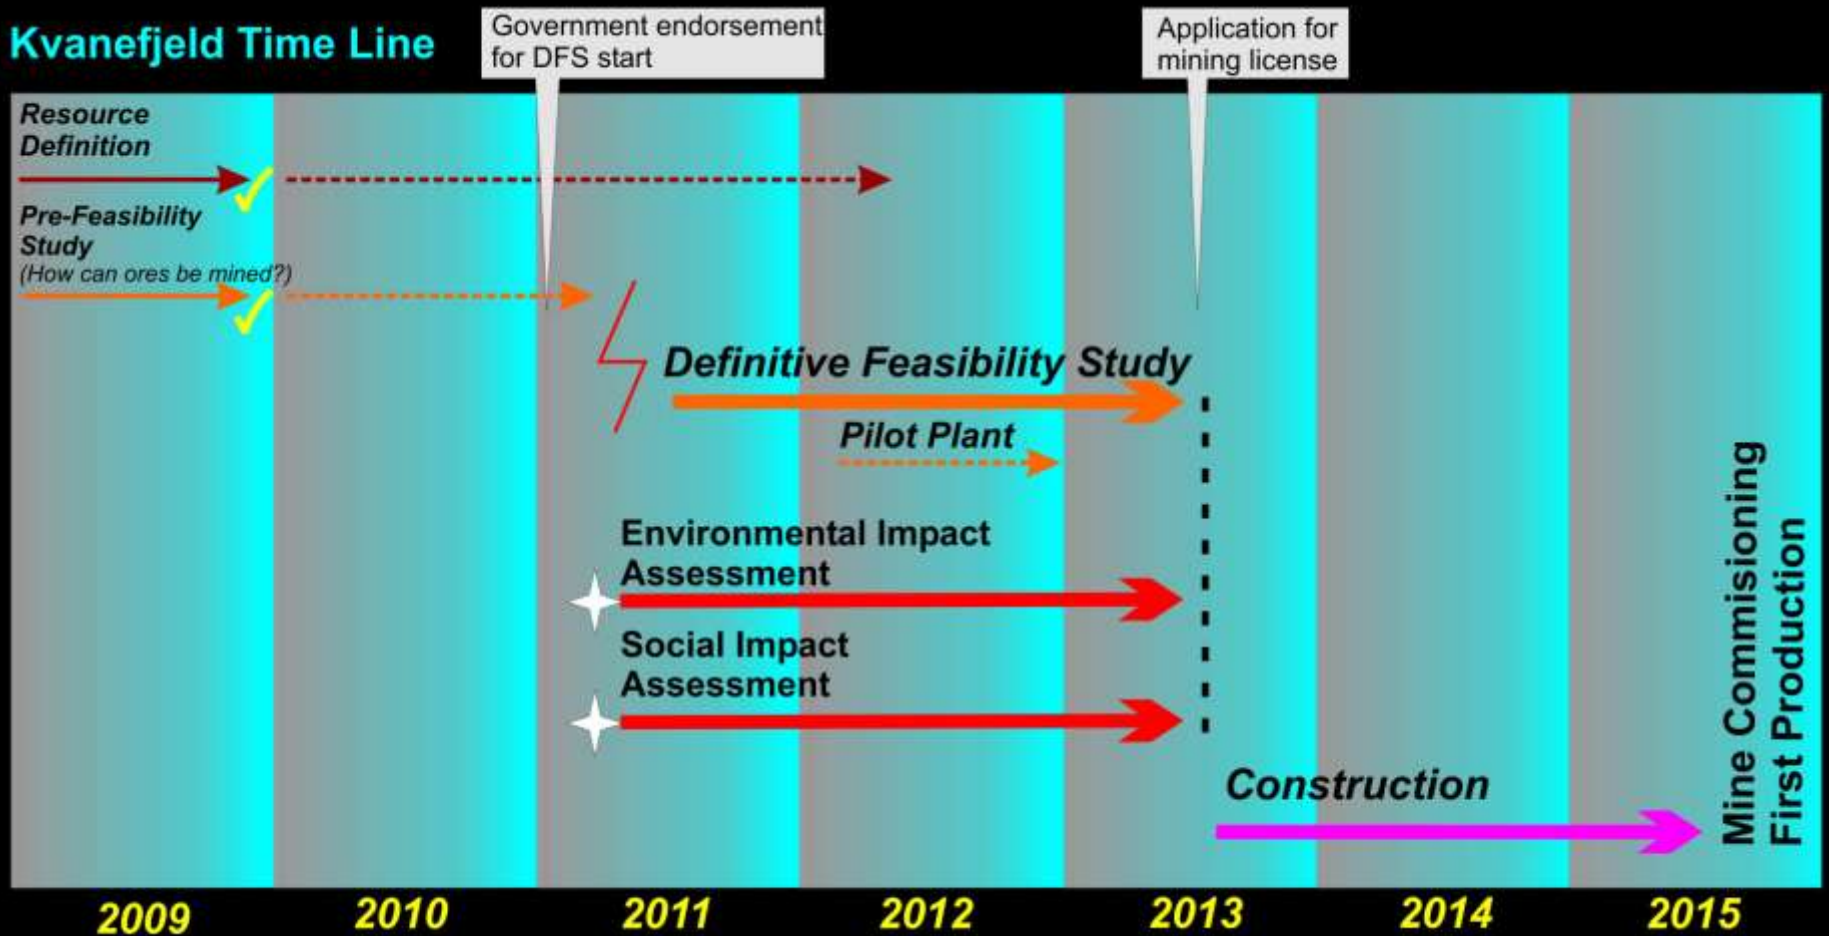 Kvanefjeld Time Line
Government endorsement
for DFS start
Application for
mining license
Resource
Definition
Pre-Feasibility
Study
(How can ores be mined?)
Definitive Feasibility Study
Pilot Plant
Environmental Impact
Assessment
Social Impact
Assessment
Construction
Mine Commisioning
First Production
2009
2010
2011
2012
2013
2014
2015